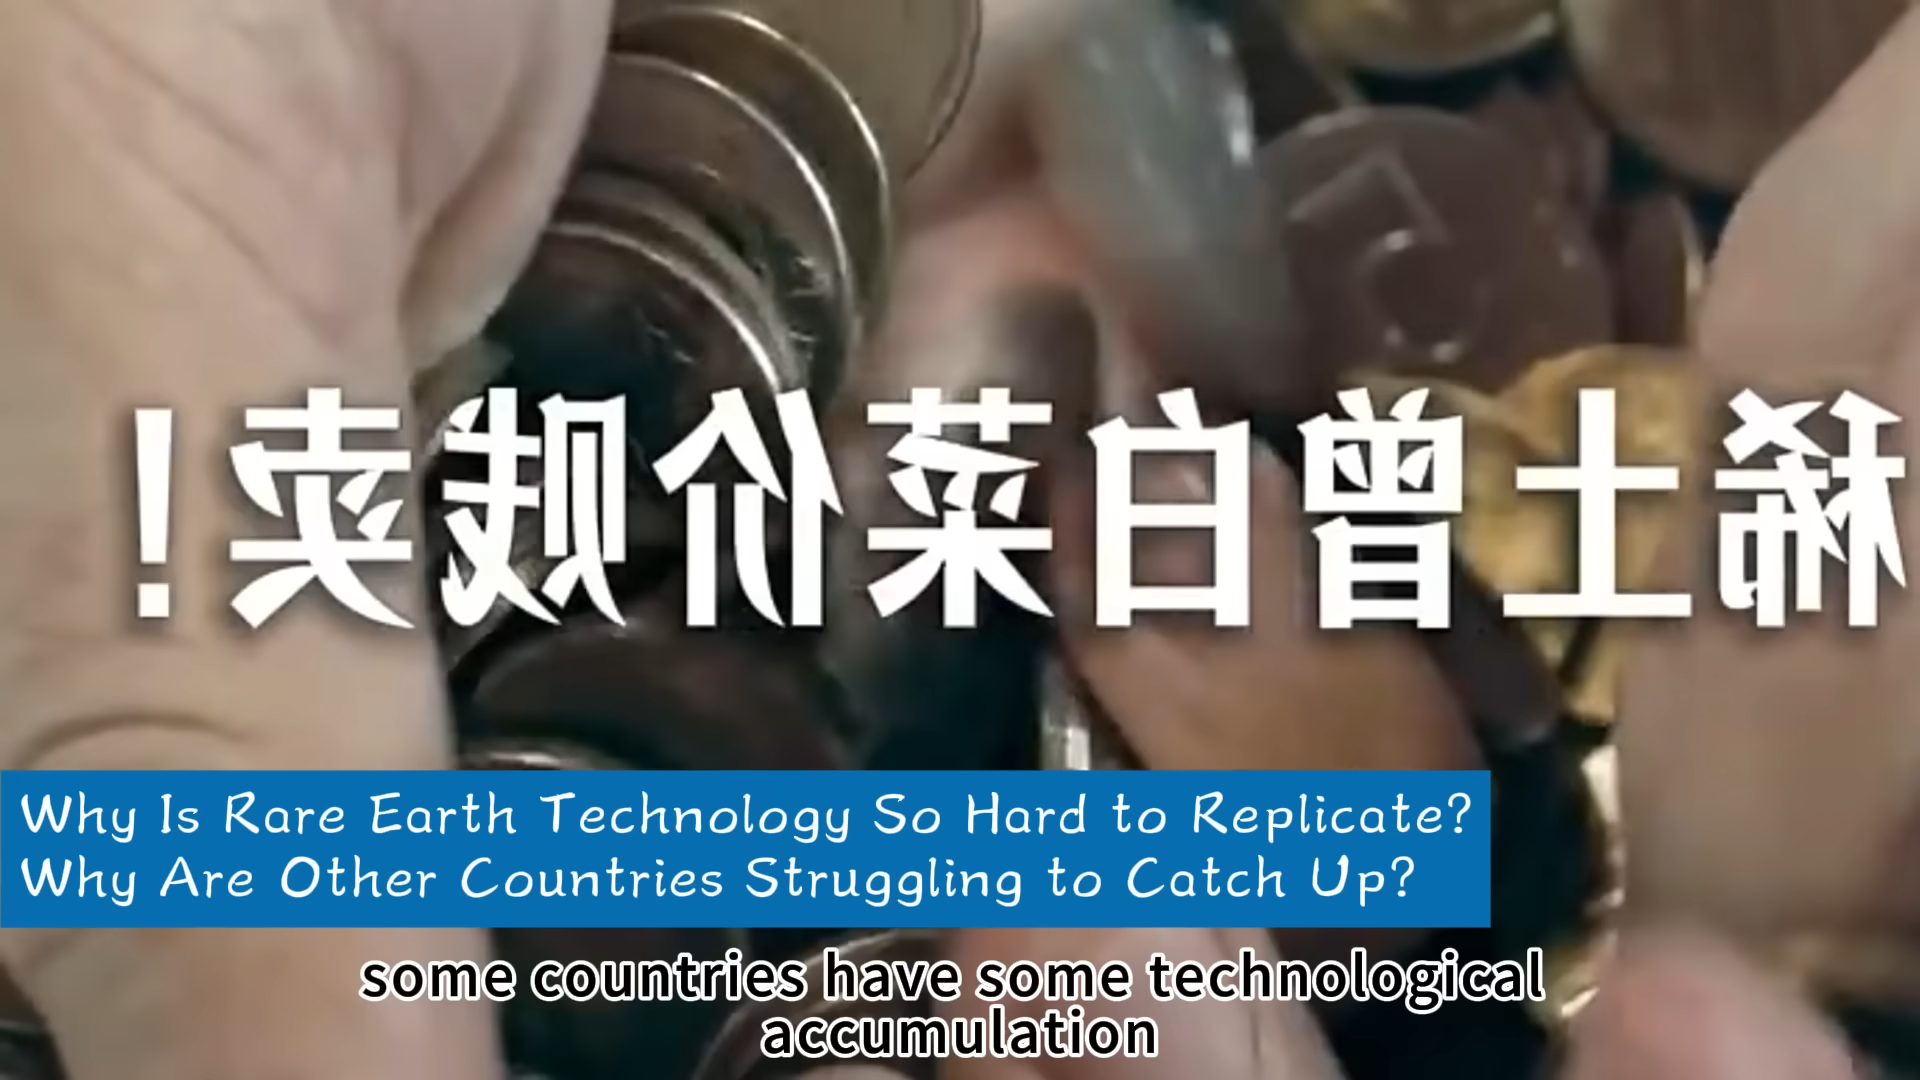 稀土曾白菜价贱卖!
Why Is Rare Earth Technology So Hard to Replicate?
Why Are Other Countries Struggling to Catch Up?
some countries have some technological
accumulation